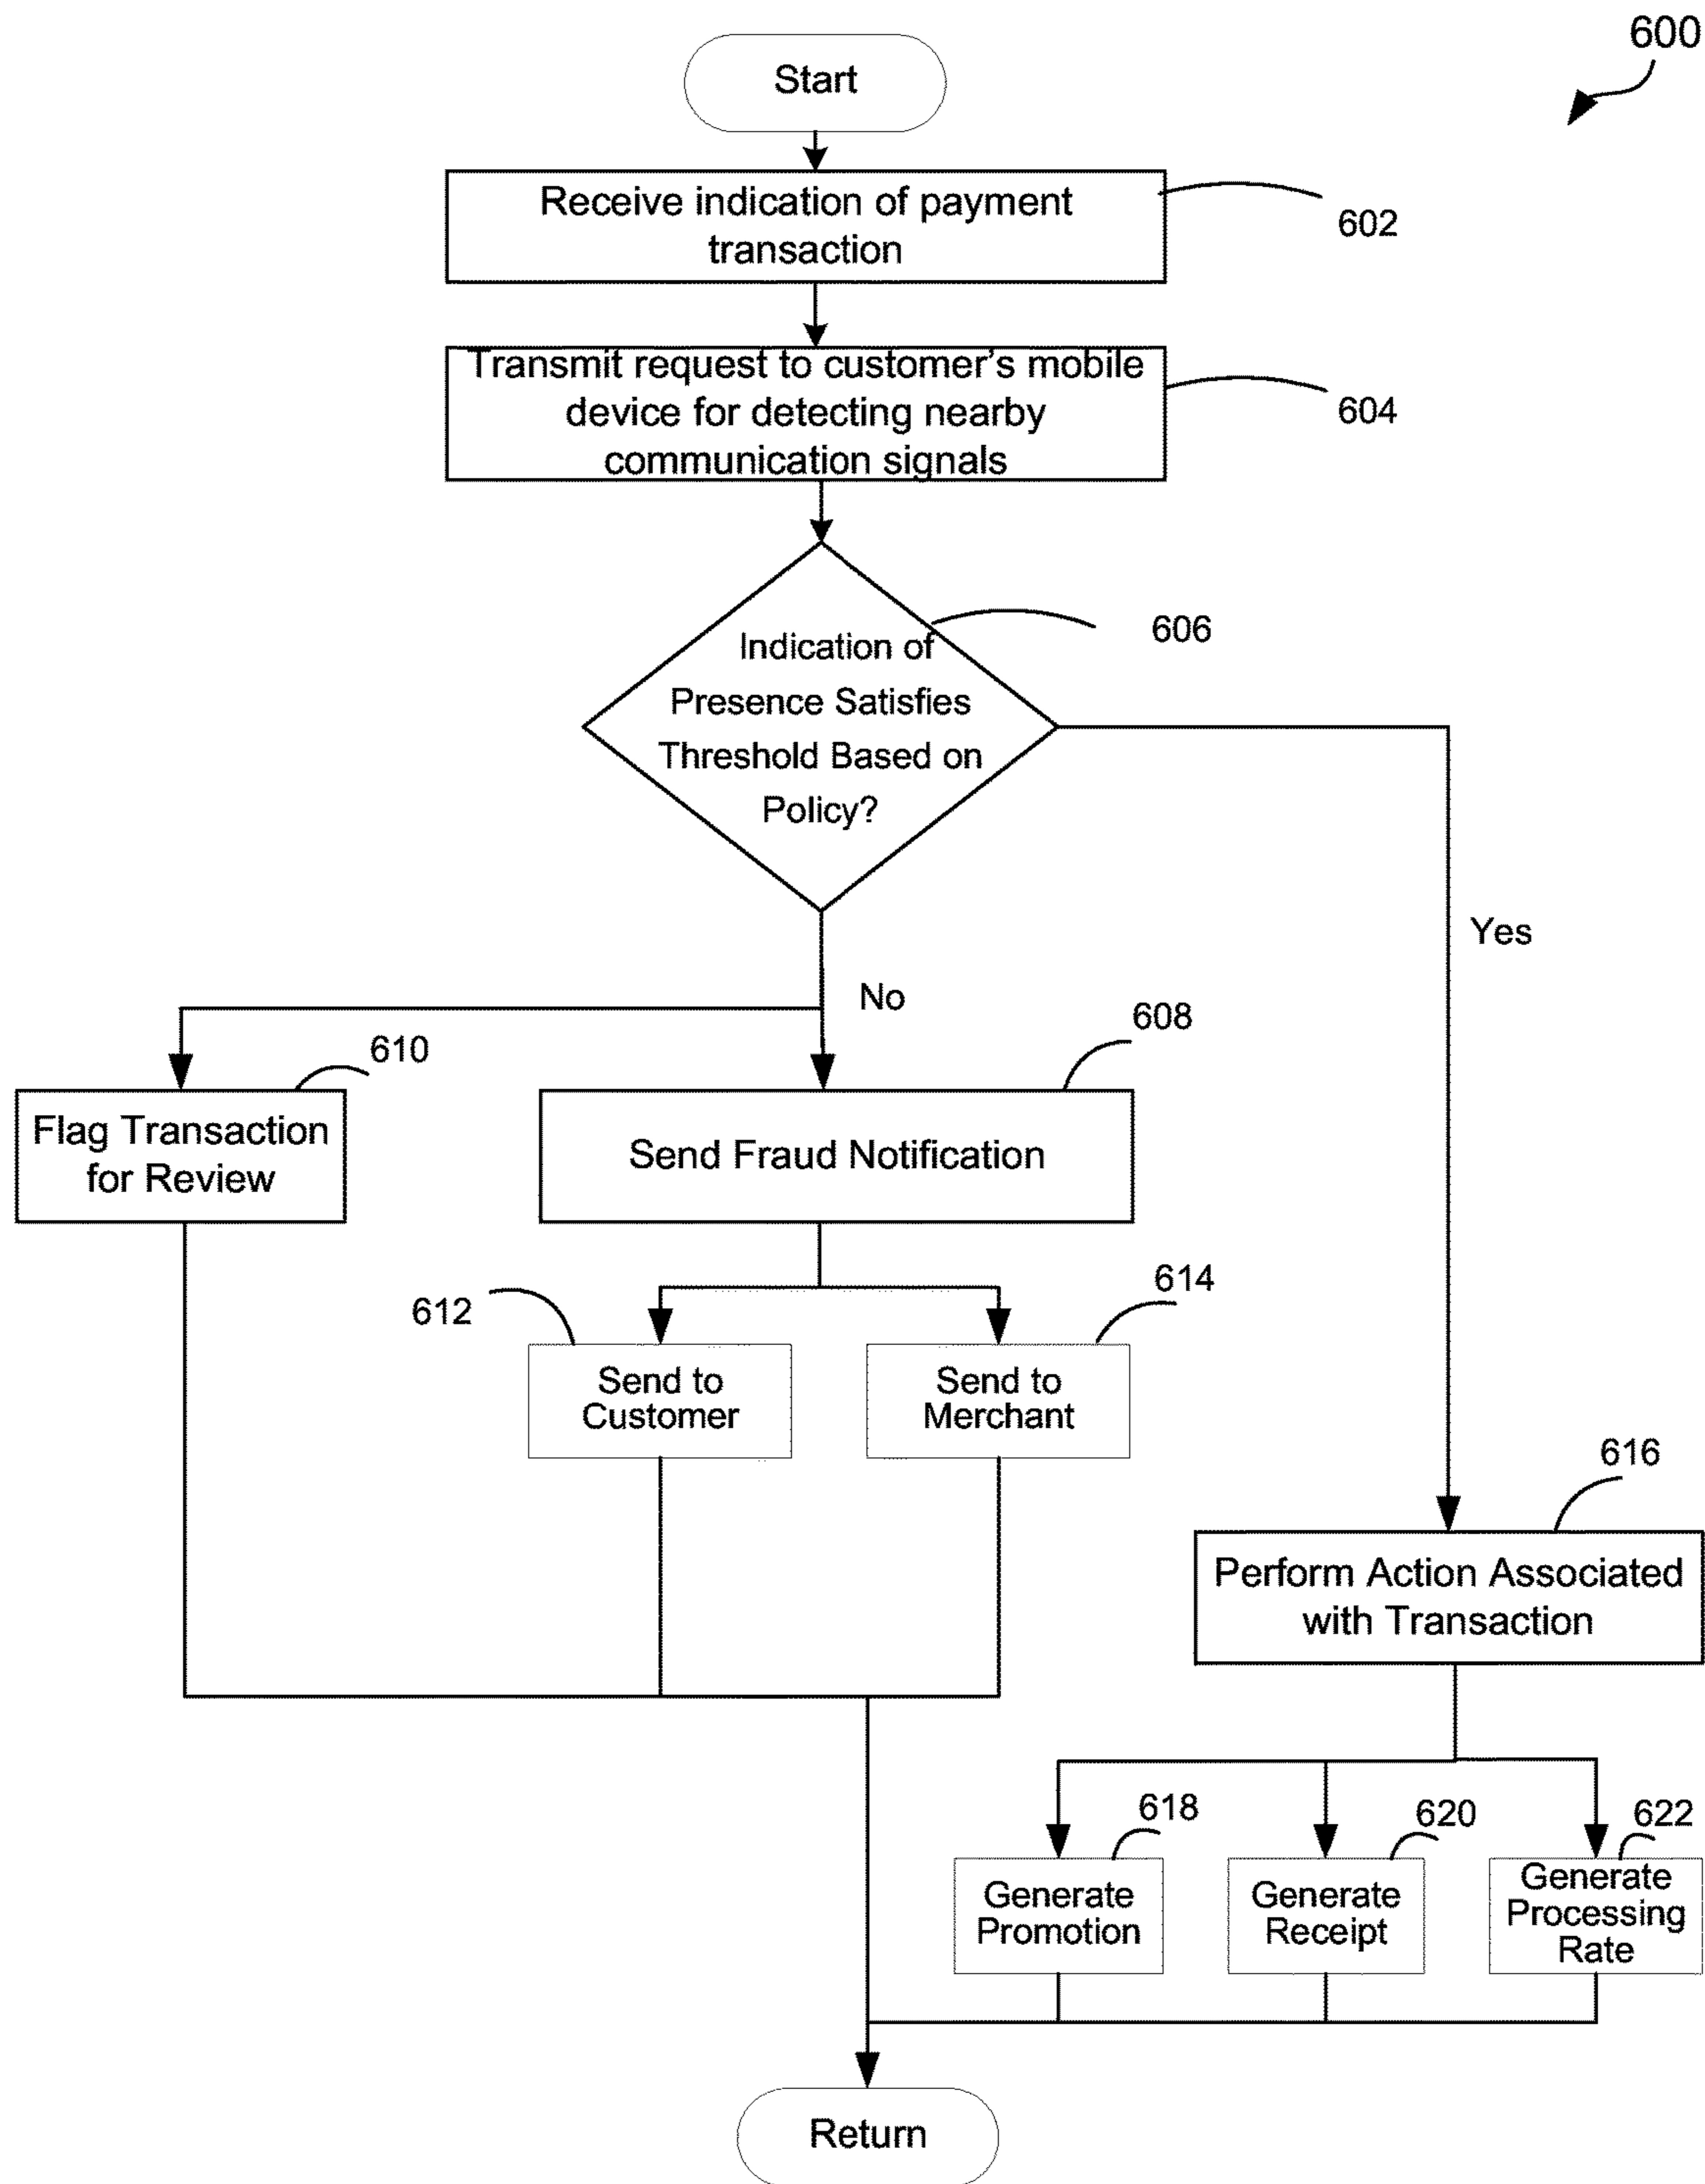 600
Start
Receive indication of payment
transaction
602
Transmit request to customer's mobile
device for detecting nearby
communication signals
604
606
Indication of
Presence Satisfies
Threshold Based on
Policy?
Yes
No
608
610
Flag Transaction
for Review
Send Fraud Notification
612
614
Send to
Customer
Send to
Merchant
616
Perform Action Associated
with Transaction
618
620
622
Generate
Promotion
Generate
Receipt
Generate
Processing
Rate
Return